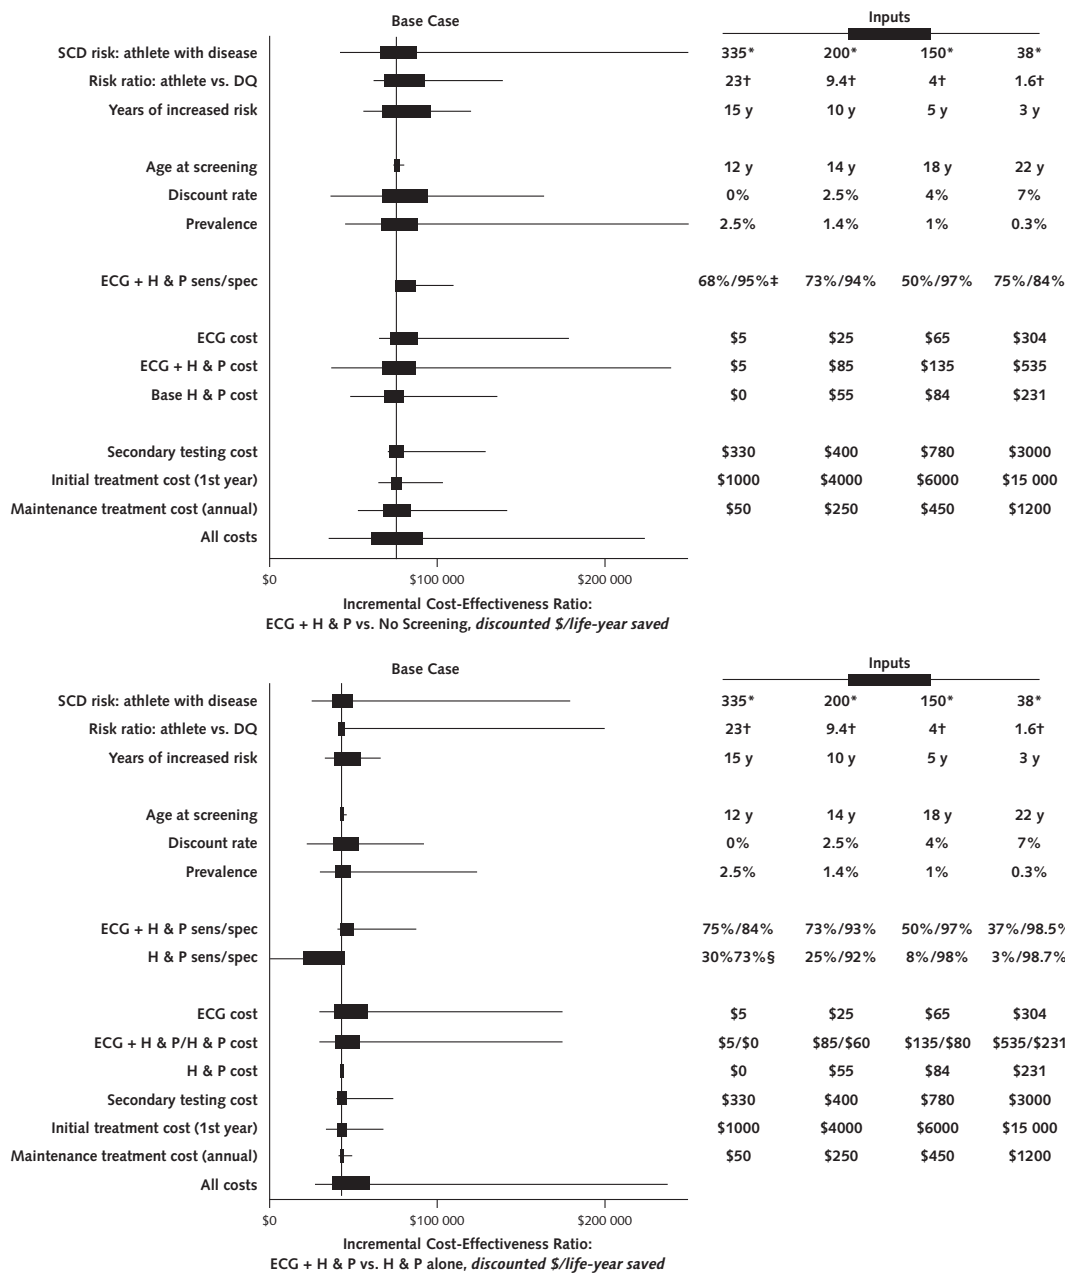 Base Case
Inputs
SCD risk: athlete with disease 335* 200* 150* 38*
Risk ratio: athlete vs. DQ 23† 9.4† 4† 1.6†
Years of increased risk 15 y 10 y 5 y 3 y
Age at screening 12 y 14 y 18 y 22 y
Discount rate 0% 2.5% 4% 7%
Prevalence 2.5% 1.4% 1% 0.3%
ECG + H & P sens/spec 68%/95%‡ 73%/94% 50%/97% 75%/84%
ECG cost $5 $25 $65 $304
ECG + H & P cost $5 $85 $135 $535
Base H & P cost $0 $55 $84 $231
Secondary testing cost $330 $400 $780 $3000
Initial treatment cost (1st year) $1000 $4000 $6000 $15 000
Maintenance treatment cost (annual) $50 $250 $450 $1200
All costs
$0 $100 000 $200 000
Incremental Cost-Effectiveness Ratio:
ECG + H & P vs. No Screening, discounted $/life-year saved
Base Case
Inputs
SCD risk: athlete with disease 335* 200* 150* 38*
Risk ratio: athlete vs. DQ 23† 9.4† 4† 1.6†
Years of increased risk 15 y 10 y 5 y 3 y
Age at screening 12 y 14 y 18 y 22 y
Discount rate 0% 2.5% 4% 7%
Prevalence 2.5% 1.4% 1% 0.3%
ECG + H & P sens/spec 75%/84% 73%/93% 50%/97% 37%/98.5%
H & P sens/spec 30%73%§ 25%/92% 8%/98% 3%/98.7%
ECG cost $5 $25 $65 $304
ECG + H & P/H & P cost $5/$0 $85/$60 $135/$80 $535/$231
H & P cost $0 $55 $84 $231
Secondary testing cost $330 $400 $780 $3000
Initial treatment cost (1st year) $1000 $4000 $6000 $15 000
Maintenance treatment cost (annual) $50 $250 $450 $1200
All costs
$0 $100 000 $200 000
Incremental Cost-Effectiveness Ratio:
ECG + H & P vs. H & P alone, discounted $/life-year saved